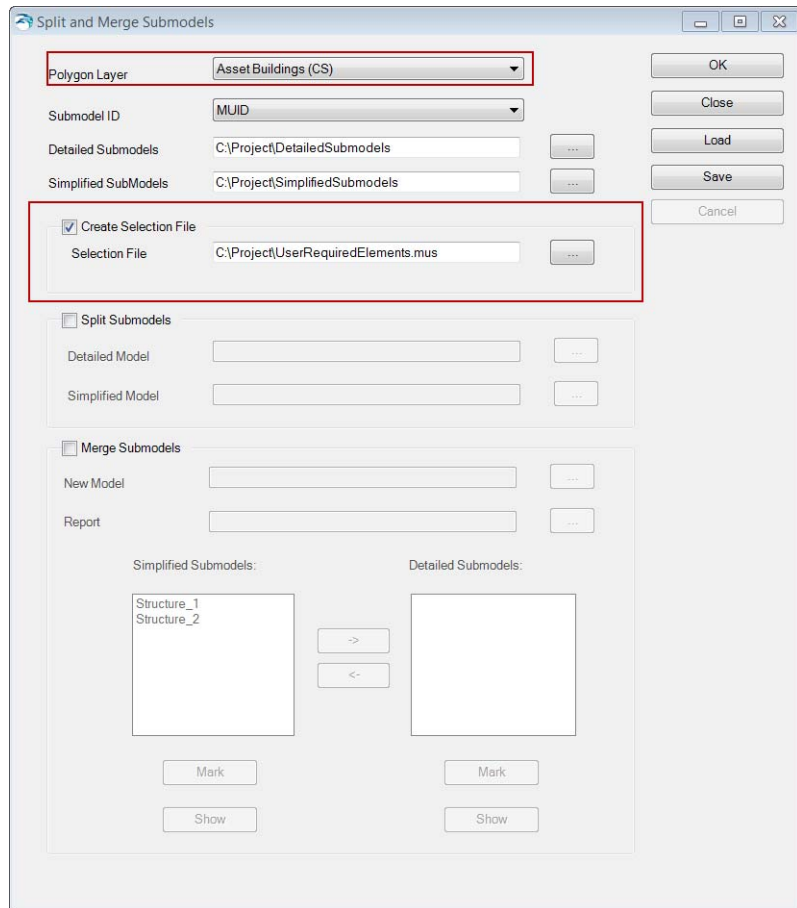 Split and Merge Submodels
Polygon Layer Asset Buildings (CS) OK
Submodel ID MUID Close
Detailed Submodels C:\Project\DetailedSubmodels ... Load
Simplified SubModels C:\Project\SimplifiedSubmodels ... Save
Cancel
Create Selection File
Selection File C:\Project\UserRequiredElements.mus ...
Split Submodels
Detailed Model ...
Simplified Model ...
Merge Submodels
New Model ...
Report ...
Simplified Submodels: Detailed Submodels:
Structure_1
Structure_2
->
<-
Mark Mark
Show Show